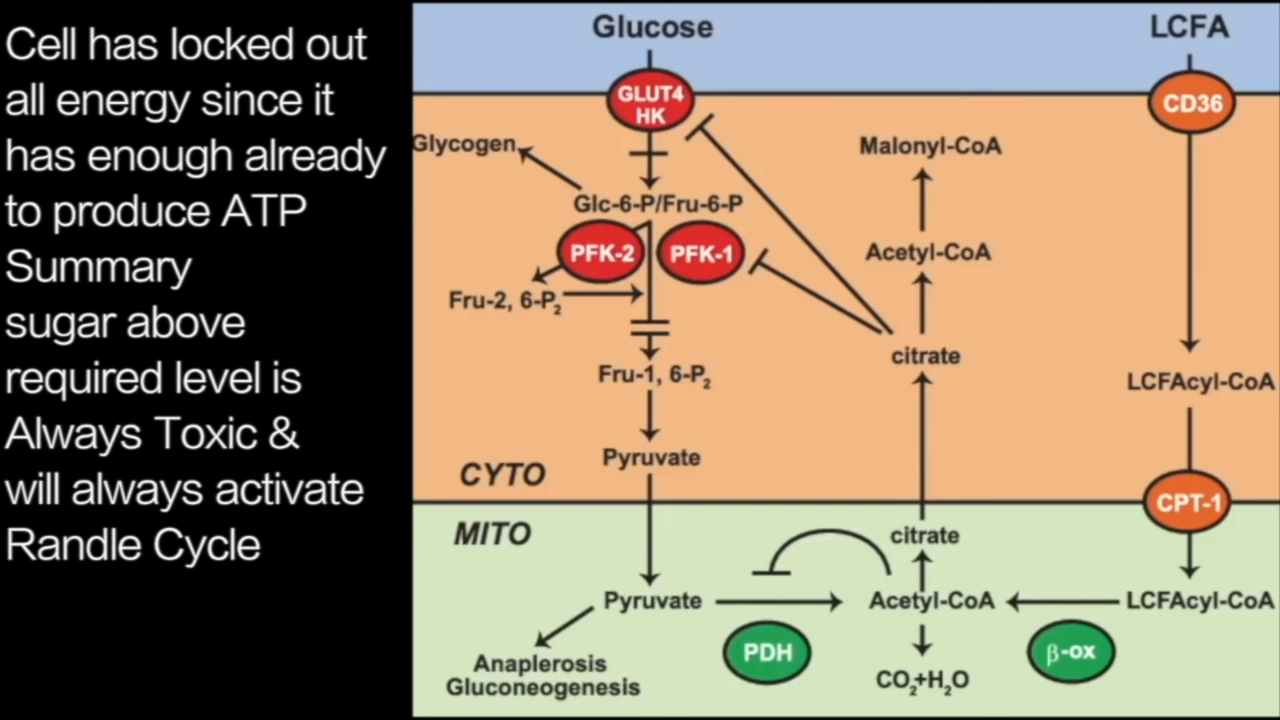 Cell has locked out
all energy since it
has enough already
to produce ATP
Summary
sugar above
required level is
Always Toxic &
will always activate
Randle Cycle
Glucose
LCFA
GLUT4
HK
CD36
Glycogen
Malonyl-CoA
Glc-6-P/Fru-6-P
PFK-2
PFK-1
Acetyl-CoA
Fru-2, 6-P₂
citrate
Fru-1, 6-P₂
LCFAcyl-CoA
Pyruvate
CYTO
CPT-1
MITO
citrate
Pyruvate
Acetyl-CoA
LCFAcyl-CoA
PDH
β-ox
Anaplerosis
Gluconeogenesis
CO₂+H₂O